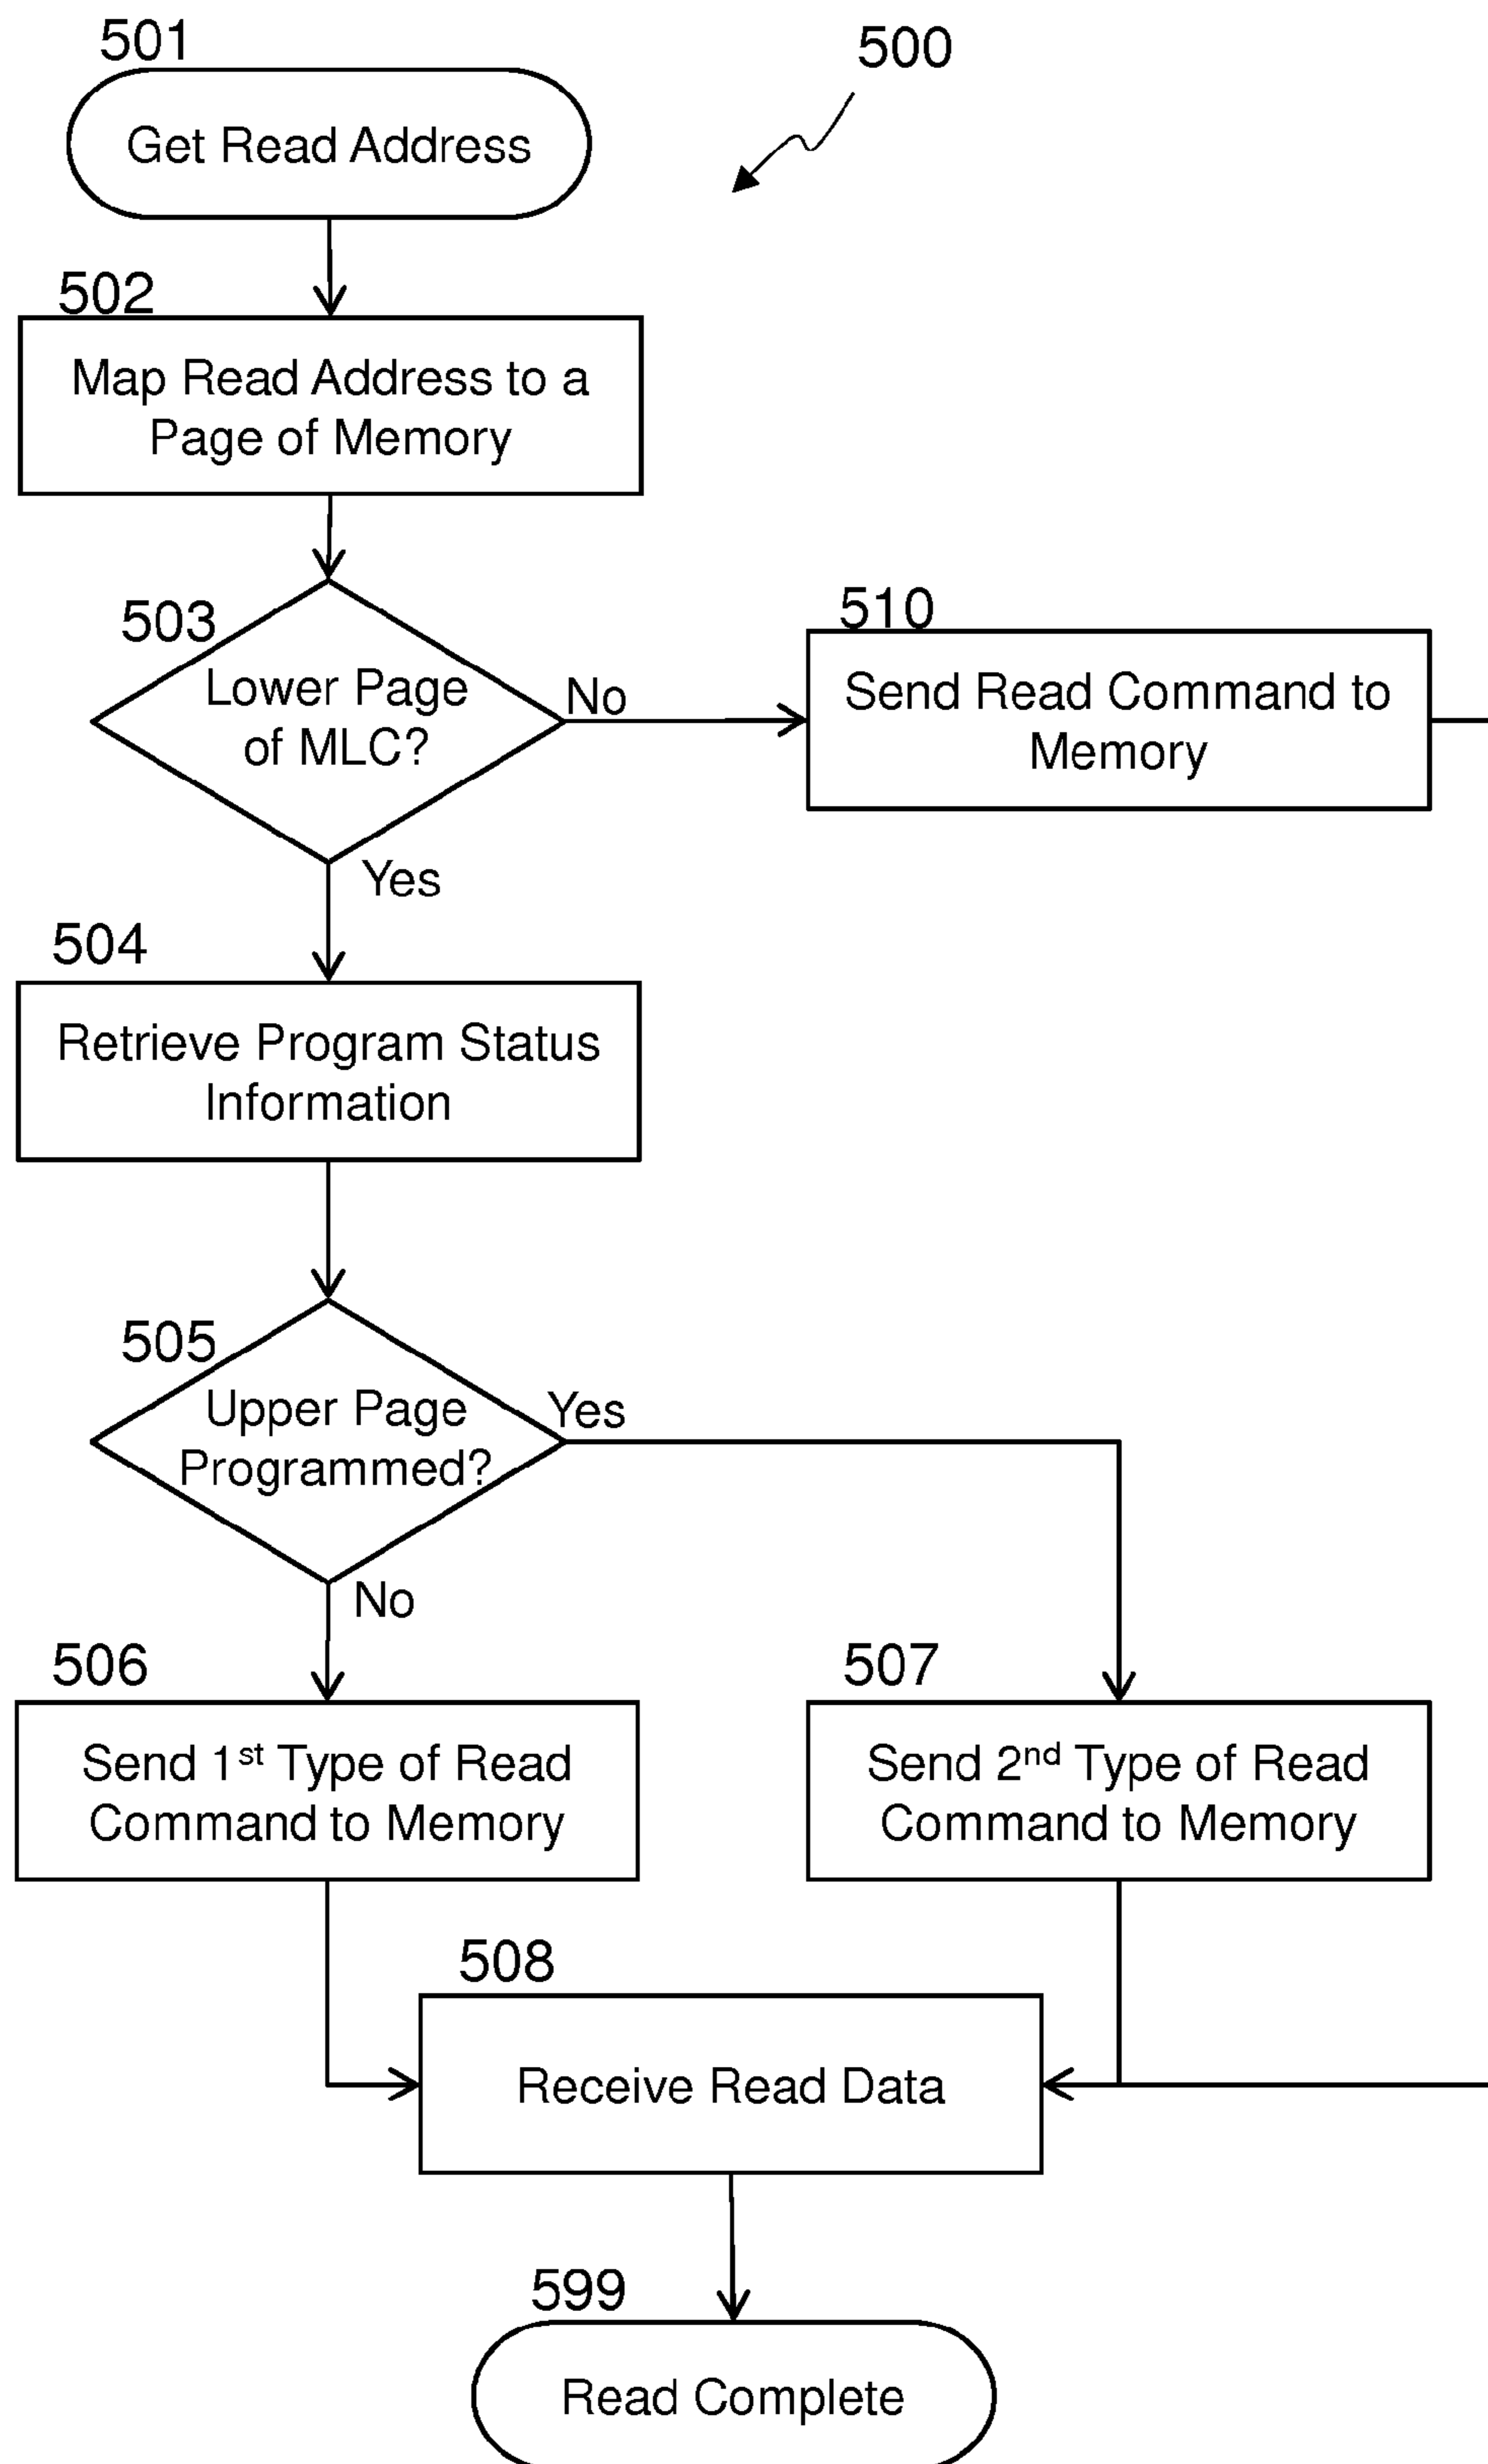 501
500
Get Read Address
502
Map Read Address to a
Page of Memory
503
Lower Page
of MLC?
No
510
Send Read Command to
Memory
Yes
504
Retrieve Program Status
Information
505
Upper Page
Programmed?
Yes
No
506
Send 1st Type of Read
Command to Memory
507
Send 2nd Type of Read
Command to Memory
508
Receive Read Data
599
Read Complete